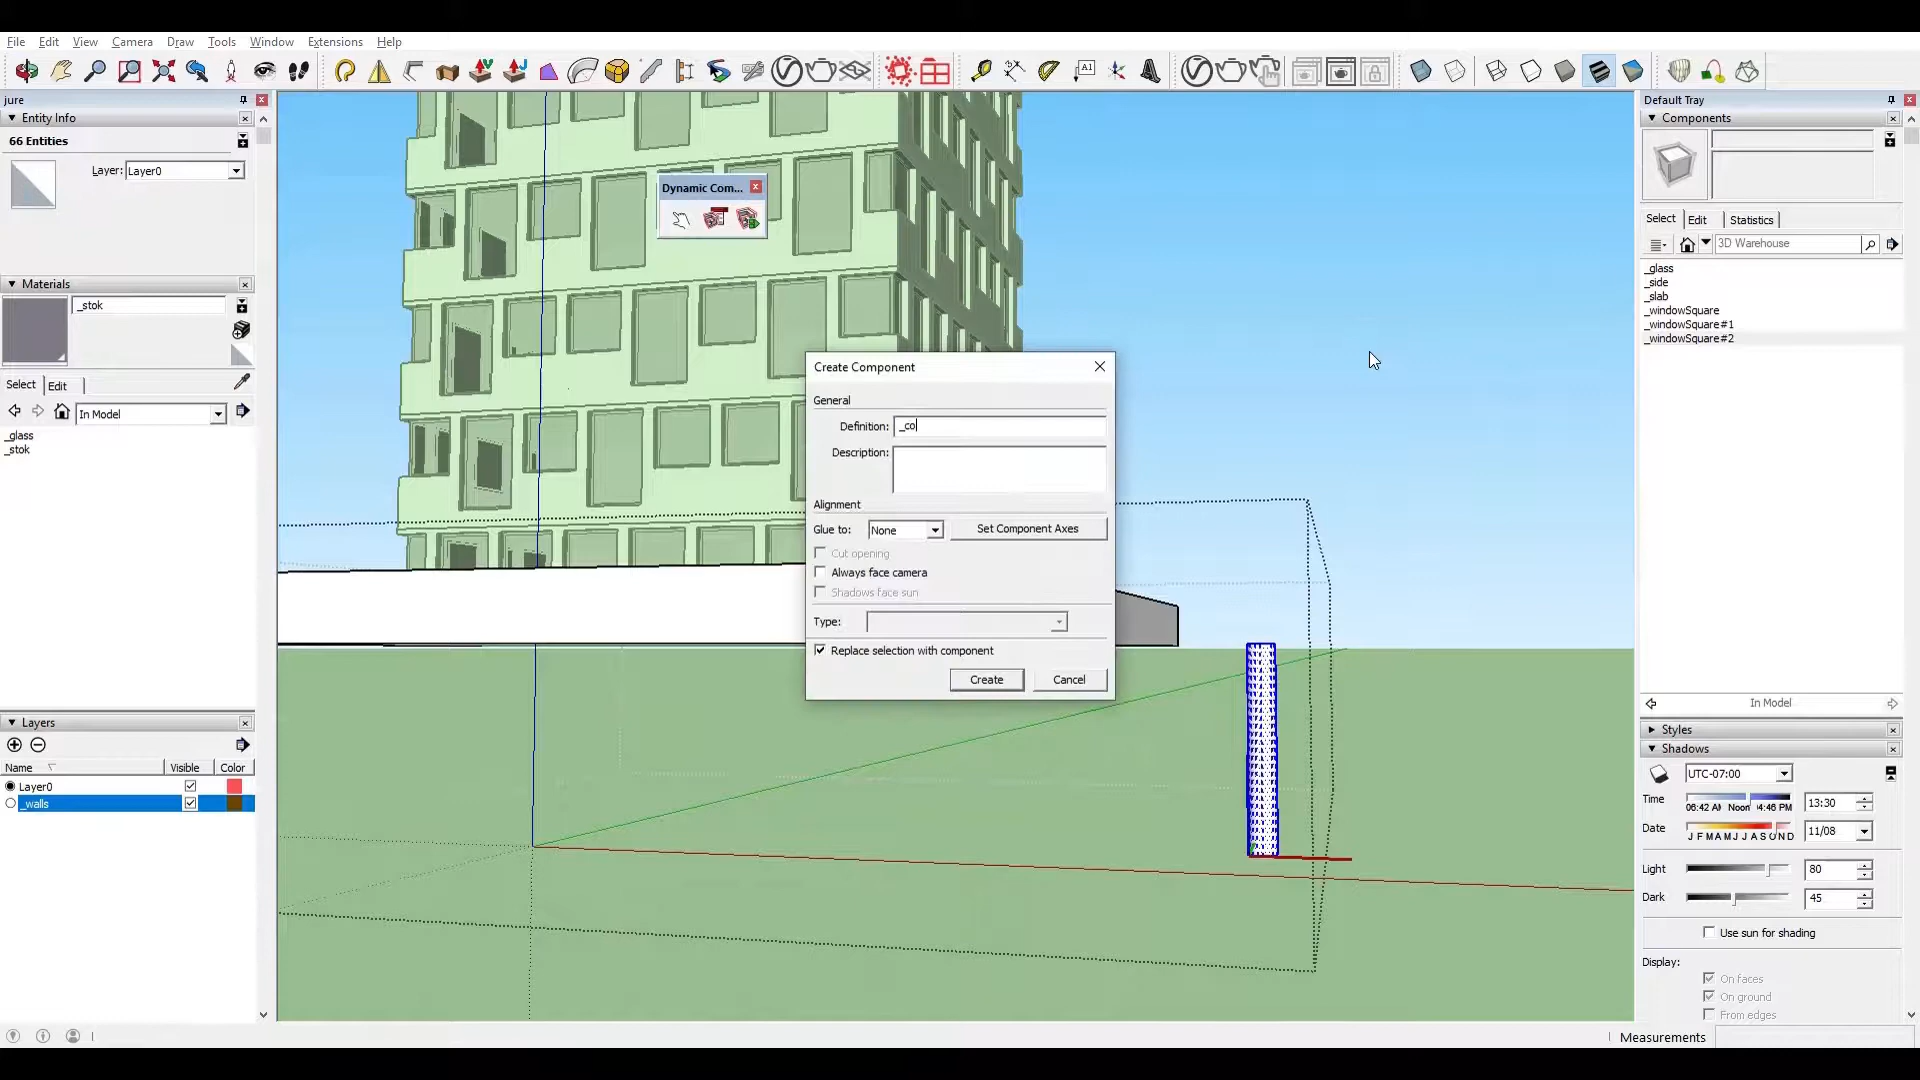 File Edit View Camera Draw Tools Window Extensions Help
A1
jure
Entity Info
66 Entities
Layer: Layer0
Materials
_stok
Select Edit
In Model
_glass
_stok
Layers
Name Visible Color
Layer0
_walls
Dynamic Com...
Create Component
General
Definition: _co
Description:
Alignment
Glue to: None Set Component Axes
Cut opening
Always face camera
Shadows face sun
Type:
Replace selection with component
Create Cancel
Default Tray
Components
Select Edit Statistics
3D Warehouse
_glass
_side
_slab
_windowSquare
_windowSquare#1
_windowSquare#2
In Model
Styles
Shadows
UTC-07:00
Time 06:42 AM Noon 04:46 PM 13:30
Date J F M A M J J A S O N D 11/08
Light 80
Dark 45
Use sun for shading
Display:
On faces
On ground
From edges
Measurements